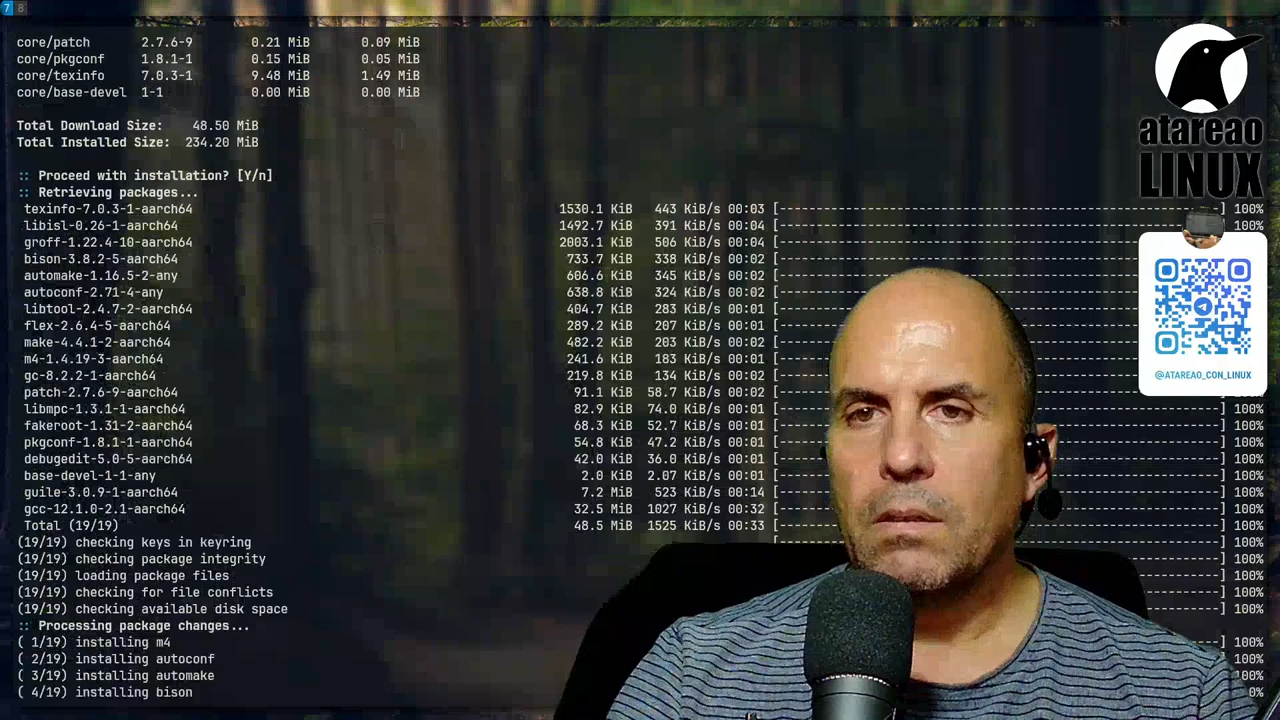 7 8
core/patch 2.7.6-9 0.21 MiB 0.09 MiB
core/pkgconf 1.8.1-1 0.15 MiB 0.05 MiB
core/texinfo 7.0.3-1 9.48 MiB 1.49 MiB
core/base-devel 1-1 0.00 MiB 0.00 MiB
Total Download Size: 48.50 MiB
Total Installed Size: 234.20 MiB
:: Proceed with installation? [Y/n]
:: Retrieving packages...
texinfo-7.0.3-1-aarch64 1530.1 KiB 443 KiB/s 00:03 [----------] 100%
libisl-0.26-1-aarch64 1492.7 KiB 391 KiB/s 00:04 [----------] 100%
groff-1.22.4-10-aarch64 2003.1 KiB 506 KiB/s 00:04 [----------
bison-3.8.2-5-aarch64 733.7 KiB 338 KiB/s 00:02 [----------
automake-1.16.5-2-any 606.6 KiB 345 KiB/s 00:02 [----------
autoconf-2.71-4-any 638.8 KiB 324 KiB/s 00:02 [----------
libtool-2.4.7-2-aarch64 404.7 KiB 283 KiB/s 00:01 [----------
flex-2.6.4-5-aarch64 289.2 KiB 207 KiB/s 00:01 [----------
make-4.4.1-2-aarch64 482.2 KiB 203 KiB/s 00:02 [----------
m4-1.4.19-3-aarch64 241.6 KiB 183 KiB/s 00:01 [----------
gc-8.2.2-1-aarch64 219.8 KiB 134 KiB/s 00:02 [----------
patch-2.7.6-9-aarch64 91.1 KiB 58.7 KiB/s 00:02 [----------
libmpc-1.3.1-1-aarch64 82.9 KiB 74.0 KiB/s 00:01 [----------] 100%
fakeroot-1.31-2-aarch64 68.3 KiB 52.7 KiB/s 00:01 [----------] 100%
pkgconf-1.8.1-1-aarch64 54.8 KiB 47.2 KiB/s 00:01 [----------] 100%
debugedit-5.0-5-aarch64 42.0 KiB 36.0 KiB/s 00:01 [----------] 100%
base-devel-1-1-any 2.0 KiB 2.07 KiB/s 00:01 [----------] 100%
guile-3.0.9-1-aarch64 7.2 MiB 523 KiB/s 00:14 [----------] 100%
gcc-12.1.0-2.1-aarch64 32.5 MiB 1027 KiB/s 00:32 [----------] 100%
Total (19/19) 48.5 MiB 1525 KiB/s 00:33 [----------] 100%
(19/19) checking keys in keyring [----------] 100%
(19/19) checking package integrity ----------] 100%
(19/19) loading package files ----------] 100%
(19/19) checking for file conflicts ----------] 100%
(19/19) checking available disk space ----------] 100%
:: Processing package changes...
( 1/19) installing m4 ----------] 100%
( 2/19) installing autoconf 100%
( 3/19) installing automake 100%
( 4/19) installing bison 0%
atareao
LINUX
@ATAREAO_CON_LINUX